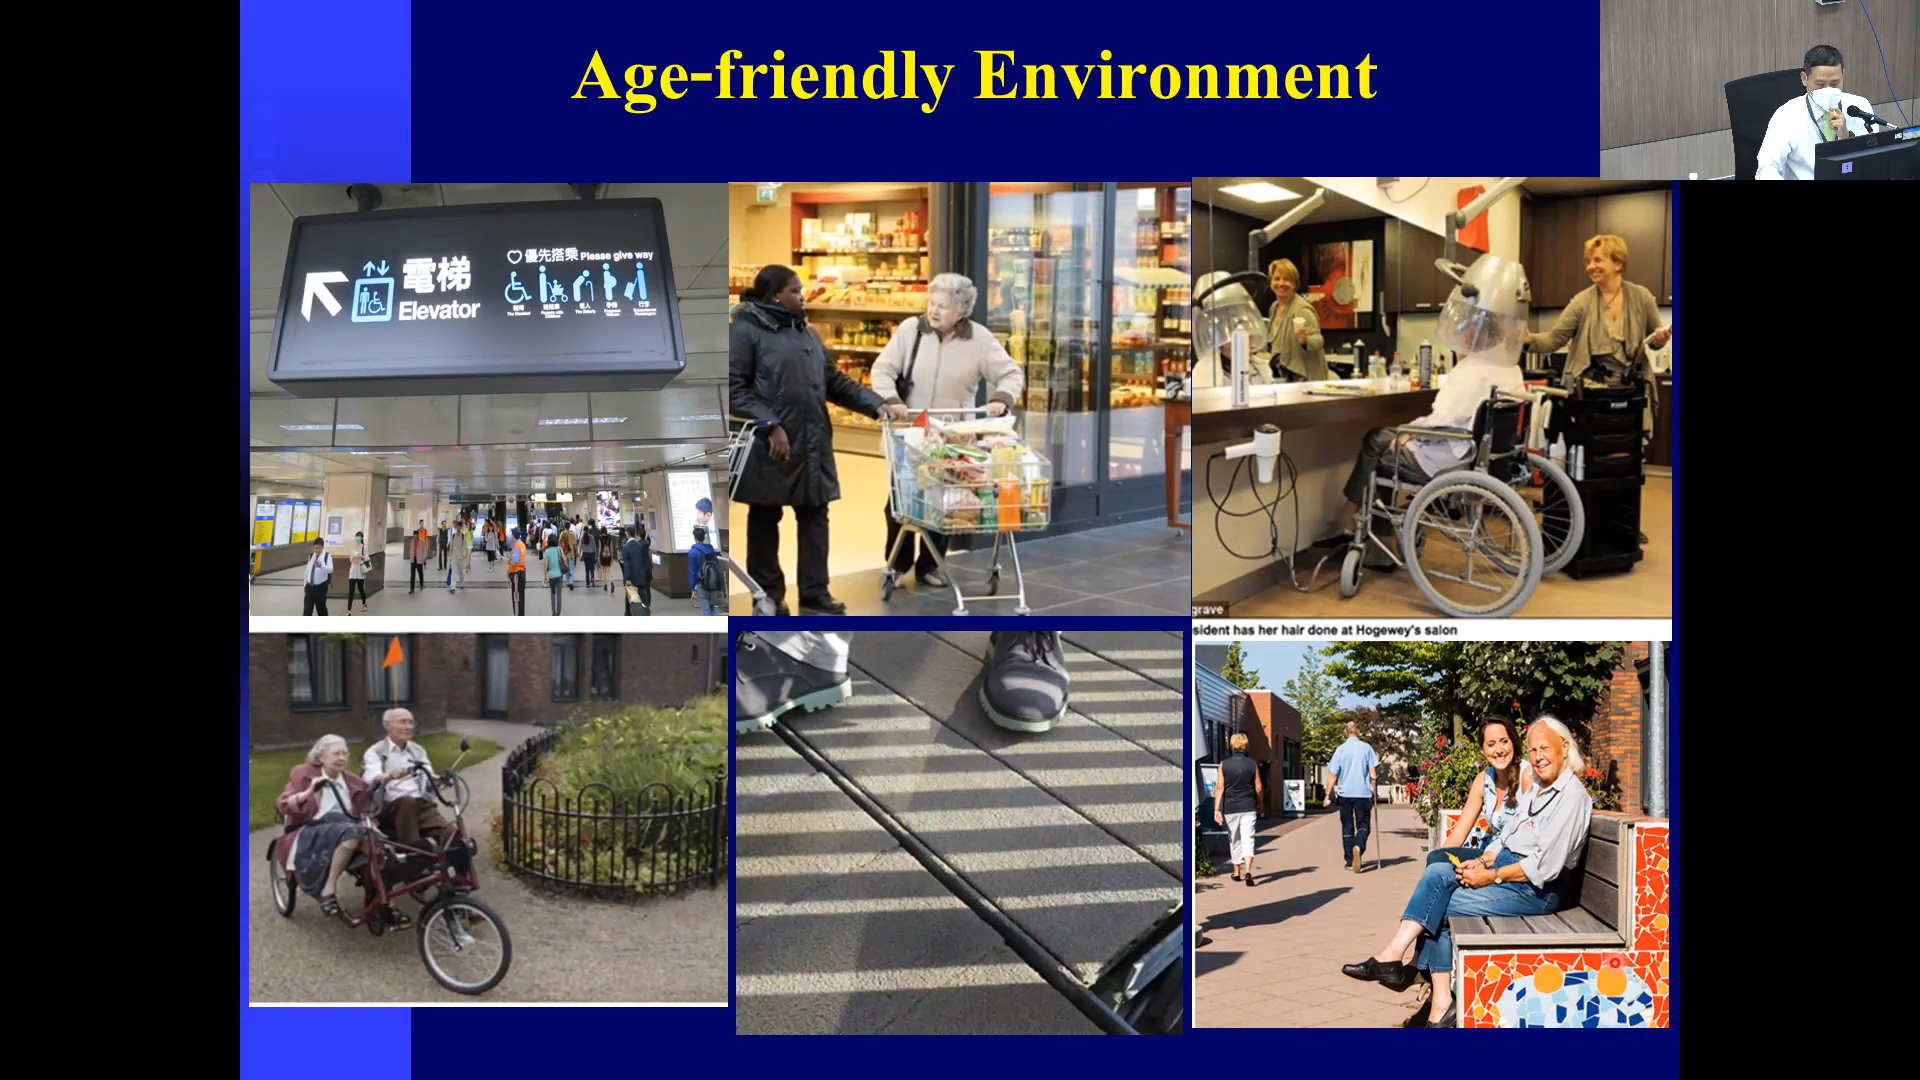 Age-friendly Environment
電梯
Elevator
優先搭乘 Please give way
grave
sident has her hair done at Hogewey's salon